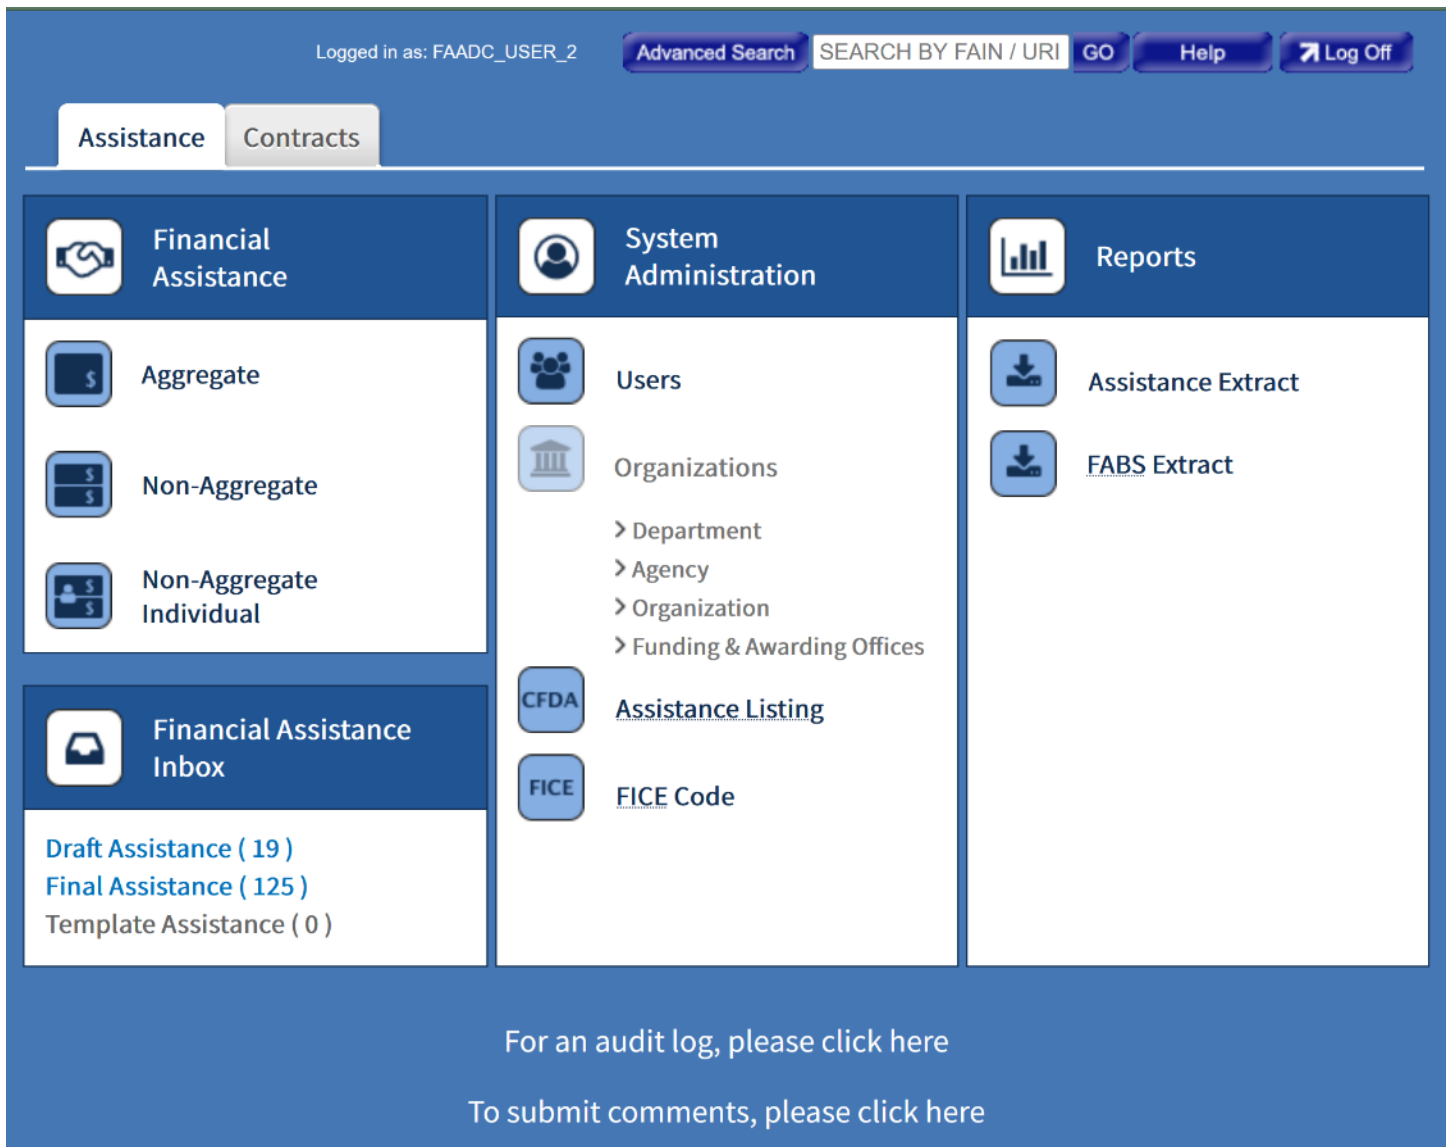 Logged in as: FAADC_USER_2
Advanced Search
SEARCH BY FAIN / URI
GO
Help
Log Off
Assistance
Contracts
Financial
Assistance
Aggregate
Non-Aggregate
Non-Aggregate
Individual
Financial Assistance
Inbox
Draft Assistance ( 19 )
Final Assistance ( 125 )
Template Assistance ( 0 )
System
Administration
Users
Organizations
Department
Agency
Organization
Funding & Awarding Offices
CFDA
Assistance Listing
FICE
FICE Code
Reports
Assistance Extract
FABS Extract
For an audit log, please click here
To submit comments, please click here